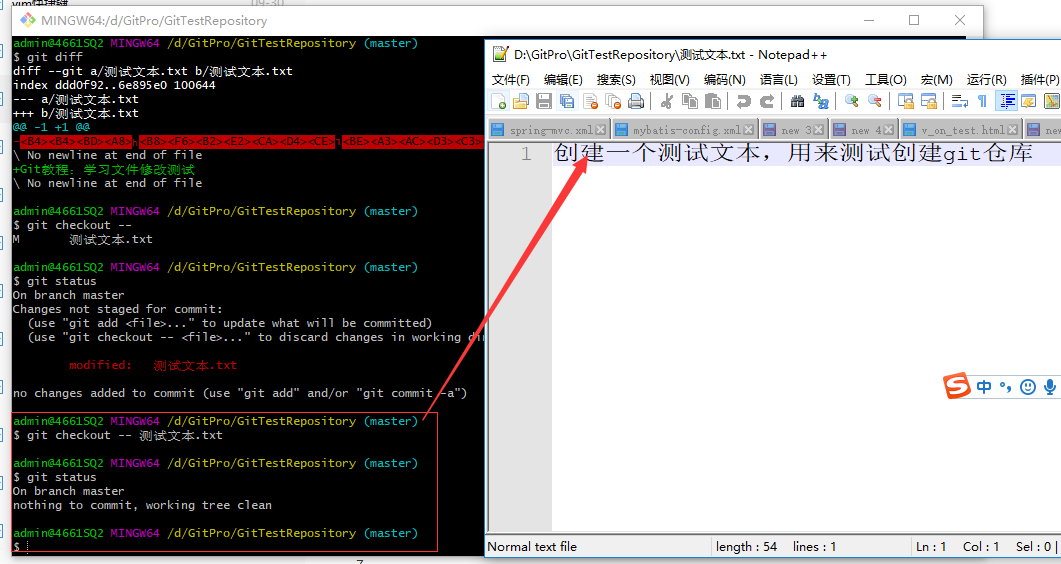 vim快捷键
09-30
MINGW64:/d/GitPro/GitTestRepository
admin@4661SQ2 MINGW64 /d/GitPro/GitTestRepository (master)
$ git diff
diff --git a/测试文本.txt b/测试文本.txt
index ddd0f92..6e895e0 100644
--- a/测试文本.txt
+++ b/测试文本.txt
@@ -1 +1 @@
-<B4><B4><BD><A8>һ<B8><F6><B2><E2><CA><D4><CE>ı<BE><A3><AC><D3><C3>
\ No newline at end of file
+Git教程：学习文件修改测试
\ No newline at end of file
admin@4661SQ2 MINGW64 /d/GitPro/GitTestRepository (master)
$ git checkout --
M 测试文本.txt
admin@4661SQ2 MINGW64 /d/GitPro/GitTestRepository (master)
$ git status
On branch master
Changes not staged for commit:
(use "git add <file>..." to update what will be committed)
(use "git checkout -- <file>..." to discard changes in working dir
modified: 测试文本.txt
no changes added to commit (use "git add" and/or "git commit -a")
admin@4661SQ2 MINGW64 /d/GitPro/GitTestRepository (master)
$ git checkout -- 测试文本.txt
admin@4661SQ2 MINGW64 /d/GitPro/GitTestRepository (master)
$ git status
On branch master
nothing to commit, working tree clean
admin@4661SQ2 MINGW64 /d/GitPro/GitTestRepository (master)
$
D:\GitPro\GitTestRepository\测试文本.txt - Notepad++
文件(F) 编辑(E) 搜索(S) 视图(V) 编码(N) 语言(L) 设置(T) 工具(O) 宏(M) 运行(R) 插件(P)
spring-mvc.xml mybatis-config.xml new 3 new 4 v_on_test.html new
1 创建一个测试文本，用来测试创建git仓库
S 中
Normal text file length : 54 lines : 1 Ln : 1 Col : 1 Sel : 0 |